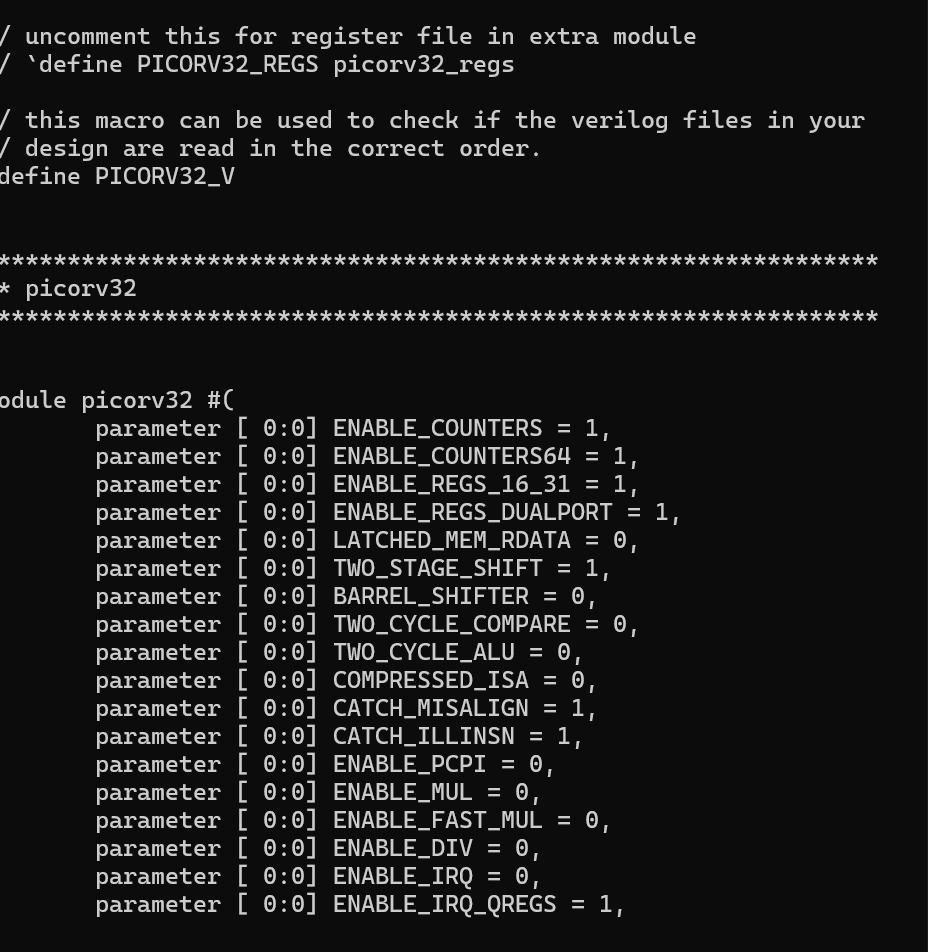 / uncomment this for register file in extra module
/ `define PICORV32_REGS picorv32_regs
/ this macro can be used to check if the verilog files in your
/ design are read in the correct order.
define PICORV32_V
***************************************************************
* picorv32
***************************************************************
odule picorv32 #(
parameter [ 0:0] ENABLE_COUNTERS = 1,
parameter [ 0:0] ENABLE_COUNTERS64 = 1,
parameter [ 0:0] ENABLE_REGS_16_31 = 1,
parameter [ 0:0] ENABLE_REGS_DUALPORT = 1,
parameter [ 0:0] LATCHED_MEM_RDATA = 0,
parameter [ 0:0] TWO_STAGE_SHIFT = 1,
parameter [ 0:0] BARREL_SHIFTER = 0,
parameter [ 0:0] TWO_CYCLE_COMPARE = 0,
parameter [ 0:0] TWO_CYCLE_ALU = 0,
parameter [ 0:0] COMPRESSED_ISA = 0,
parameter [ 0:0] CATCH_MISALIGN = 1,
parameter [ 0:0] CATCH_ILLINSN = 1,
parameter [ 0:0] ENABLE_PCPI = 0,
parameter [ 0:0] ENABLE_MUL = 0,
parameter [ 0:0] ENABLE_FAST_MUL = 0,
parameter [ 0:0] ENABLE_DIV = 0,
parameter [ 0:0] ENABLE_IRQ = 0,
parameter [ 0:0] ENABLE_IRQ_QREGS = 1,